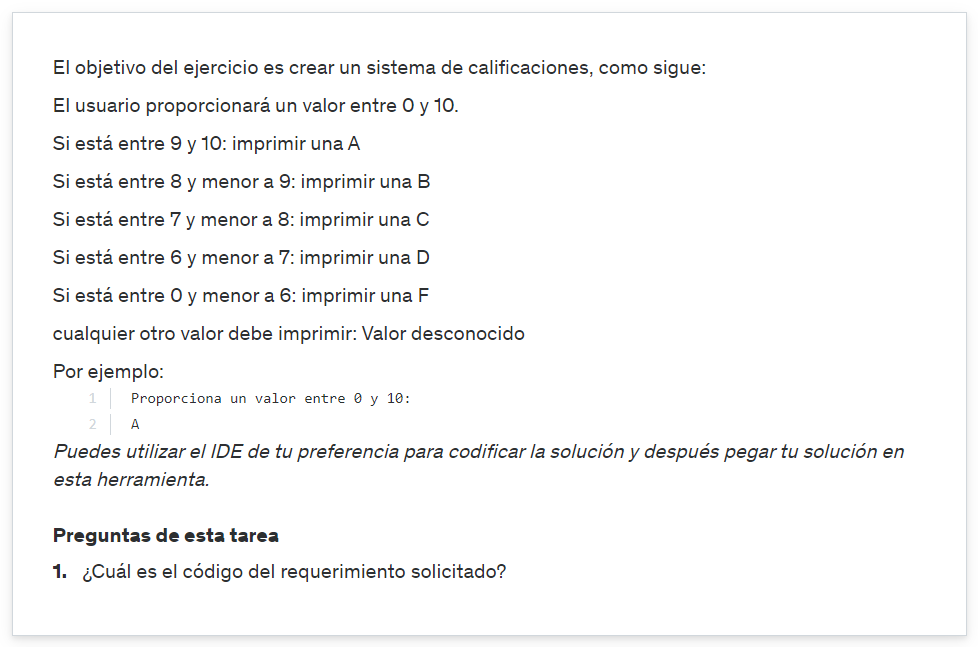 El objetivo del ejercicio es crear un sistema de calificaciones, como sigue:
El usuario proporcionará un valor entre 0 y 10.
Si está entre 9 y 10: imprimir una A
Si está entre 8 y menor a 9: imprimir una B
Si está entre 7 y menor a 8: imprimir una C
Si está entre 6 y menor a 7: imprimir una D
Si está entre 0 y menor a 6: imprimir una F
cualquier otro valor debe imprimir: Valor desconocido
Por ejemplo:
1 Proporciona un valor entre 0 y 10:
2 A
Puedes utilizar el IDE de tu preferencia para codificar la solución y después pegar tu solución en
esta herramienta.
Preguntas de esta tarea
1. ¿Cuál es el código del requerimiento solicitado?